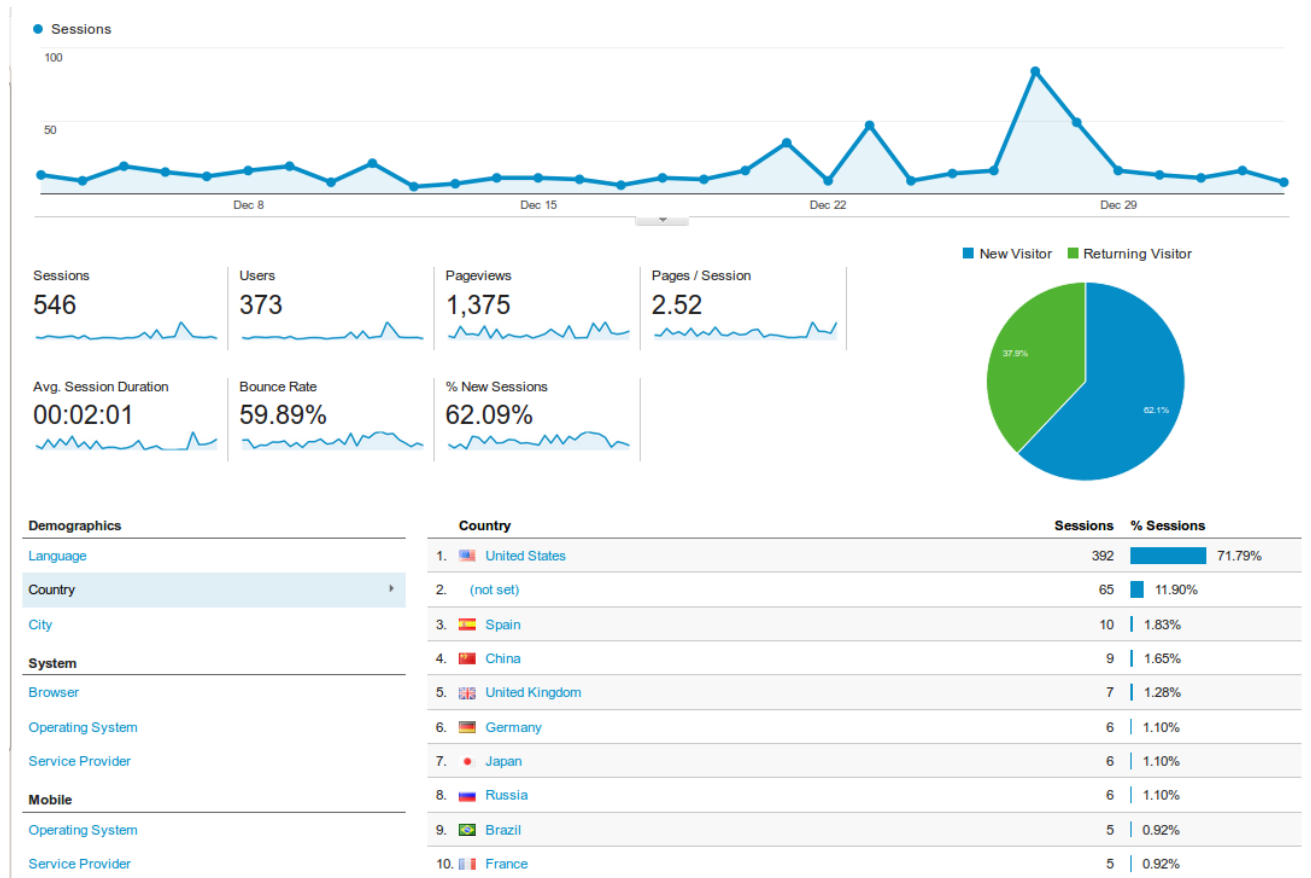 Sessions
100
50
Dec 8 Dec 15 Dec 22 Dec 29
New Visitor Returning Visitor
Sessions Users Pageviews Pages / Session
546 373 1,375 2.52
37.9%
62.1%
Avg. Session Duration Bounce Rate % New Sessions
00:02:01 59.89% 62.09%
Demographics
Language
Country
City
System
Browser
Operating System
Service Provider
Mobile
Operating System
Service Provider
Country Sessions % Sessions
1. United States 392 71.79%
2. (not set) 65 11.90%
3. Spain 10 1.83%
4. China 9 1.65%
5. United Kingdom 7 1.28%
6. Germany 6 1.10%
7. Japan 6 1.10%
8. Russia 6 1.10%
9. Brazil 5 0.92%
10. France 5 0.92%